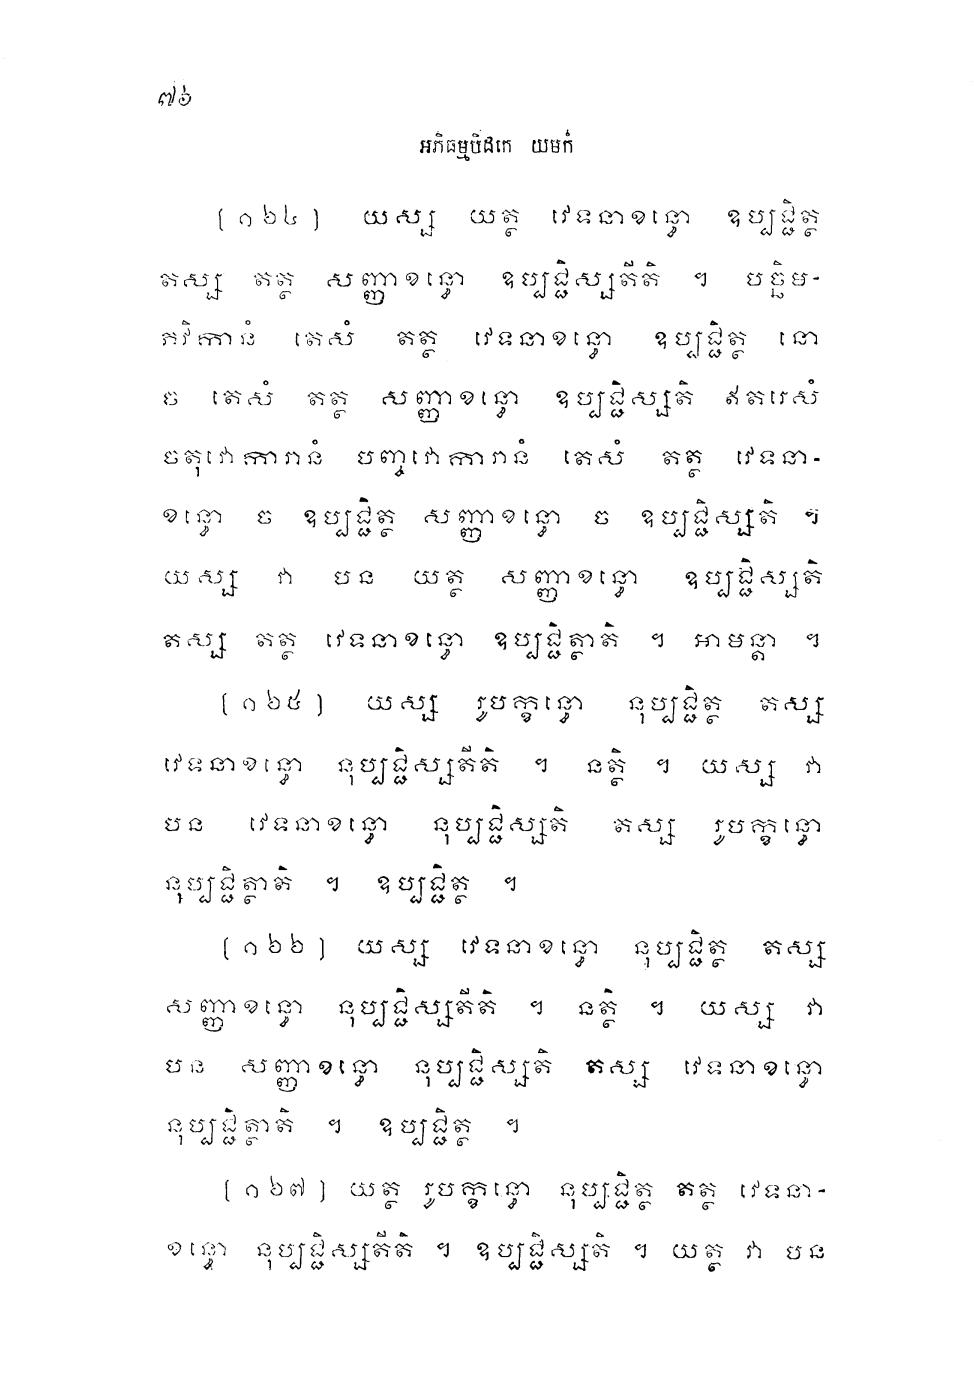 ៧៦
អភិធម្មបិដកេ យមកំ
(១៦៤) យស្ស យត្ថ វេទនាខន្ធោ ឧប្បជ្ជិត្ថ
តស្ស តត្ថ សញ្ញាខន្ធោ ឧប្បជ្ជិស្សតីតិ ។ បច្ឆិម-
ភវិកានំ តេសំ តត្ថ វេទនាខន្ធោ ឧប្បជ្ជិត្ថ នោ
ច តេសំ តត្ថ សញ្ញាខន្ធោ ឧប្បជ្ជិស្សតិ ឥតរេសំ
ចតុវោការានំ បញ្ចវោការានំ តេសំ តត្ថ វេទនា-
ខន្ធោ ច ឧប្បជ្ជិត្ថ សញ្ញាខន្ធោ ច ឧប្បជ្ជិស្សតិ ។
យស្ស វា បន យត្ថ សញ្ញាខន្ធោ ឧប្បជ្ជិស្សតិ
តស្ស តត្ថ វេទនាខន្ធោ ឧប្បជ្ជិត្ថាតិ ។ អាមន្តា ។
(១៦៥) យស្ស រូបក្ខន្ធោ នុប្បជ្ជិត្ថ តស្ស
វេទនាខន្ធោ នុប្បជ្ជិស្សតីតិ ។ នត្ថិ ។ យស្ស វា
បន វេទនាខន្ធោ នុប្បជ្ជិស្សតិ តស្ស រូបក្ខន្ធោ
នុប្បជ្ជិត្ថាតិ ។ ឧប្បជ្ជិត្ថ ។
(១៦៦) យស្ស វេទនាខន្ធោ នុប្បជ្ជិត្ថ តស្ស
សញ្ញាខន្ធោ នុប្បជ្ជិស្សតីតិ ។ នត្ថិ ។ យស្ស វា
បន សញ្ញាខន្ធោ នុប្បជ្ជិស្សតិ តស្ស វេទនាខន្ធោ
នុប្បជ្ជិត្ថាតិ ។ ឧប្បជ្ជិត្ថ ។
(១៦៧) យត្ថ រូបក្ខន្ធោ នុប្បជ្ជិត្ថ តត្ថ វេទនា-
ខន្ធោ នុប្បជ្ជិស្សតីតិ ។ ឧប្បជ្ជិស្សតិ ។ យត្ថ វា បន